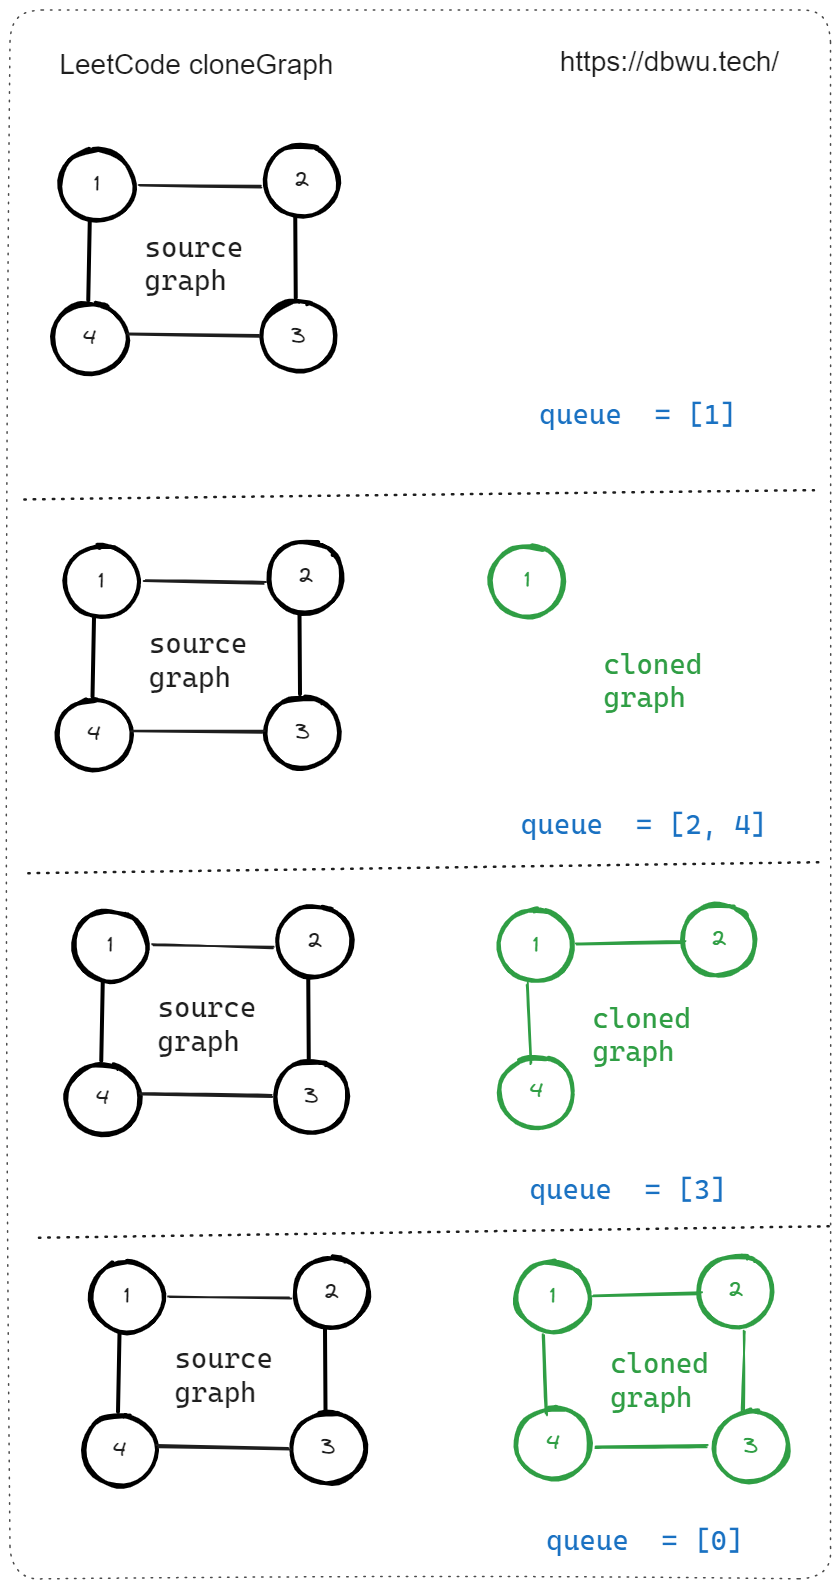 LeetCode cloneGraph
https://dbwu.tech/
1
2
source
graph
4
3
queue = [1]
1
2
1
source
graph
cloned
graph
4
3
queue = [2, 4]
1
2
1
2
source
graph
cloned
graph
4
3
4
queue = [3]
1
2
1
2
source
graph
cloned
graph
4
3
4
3
queue = [0]